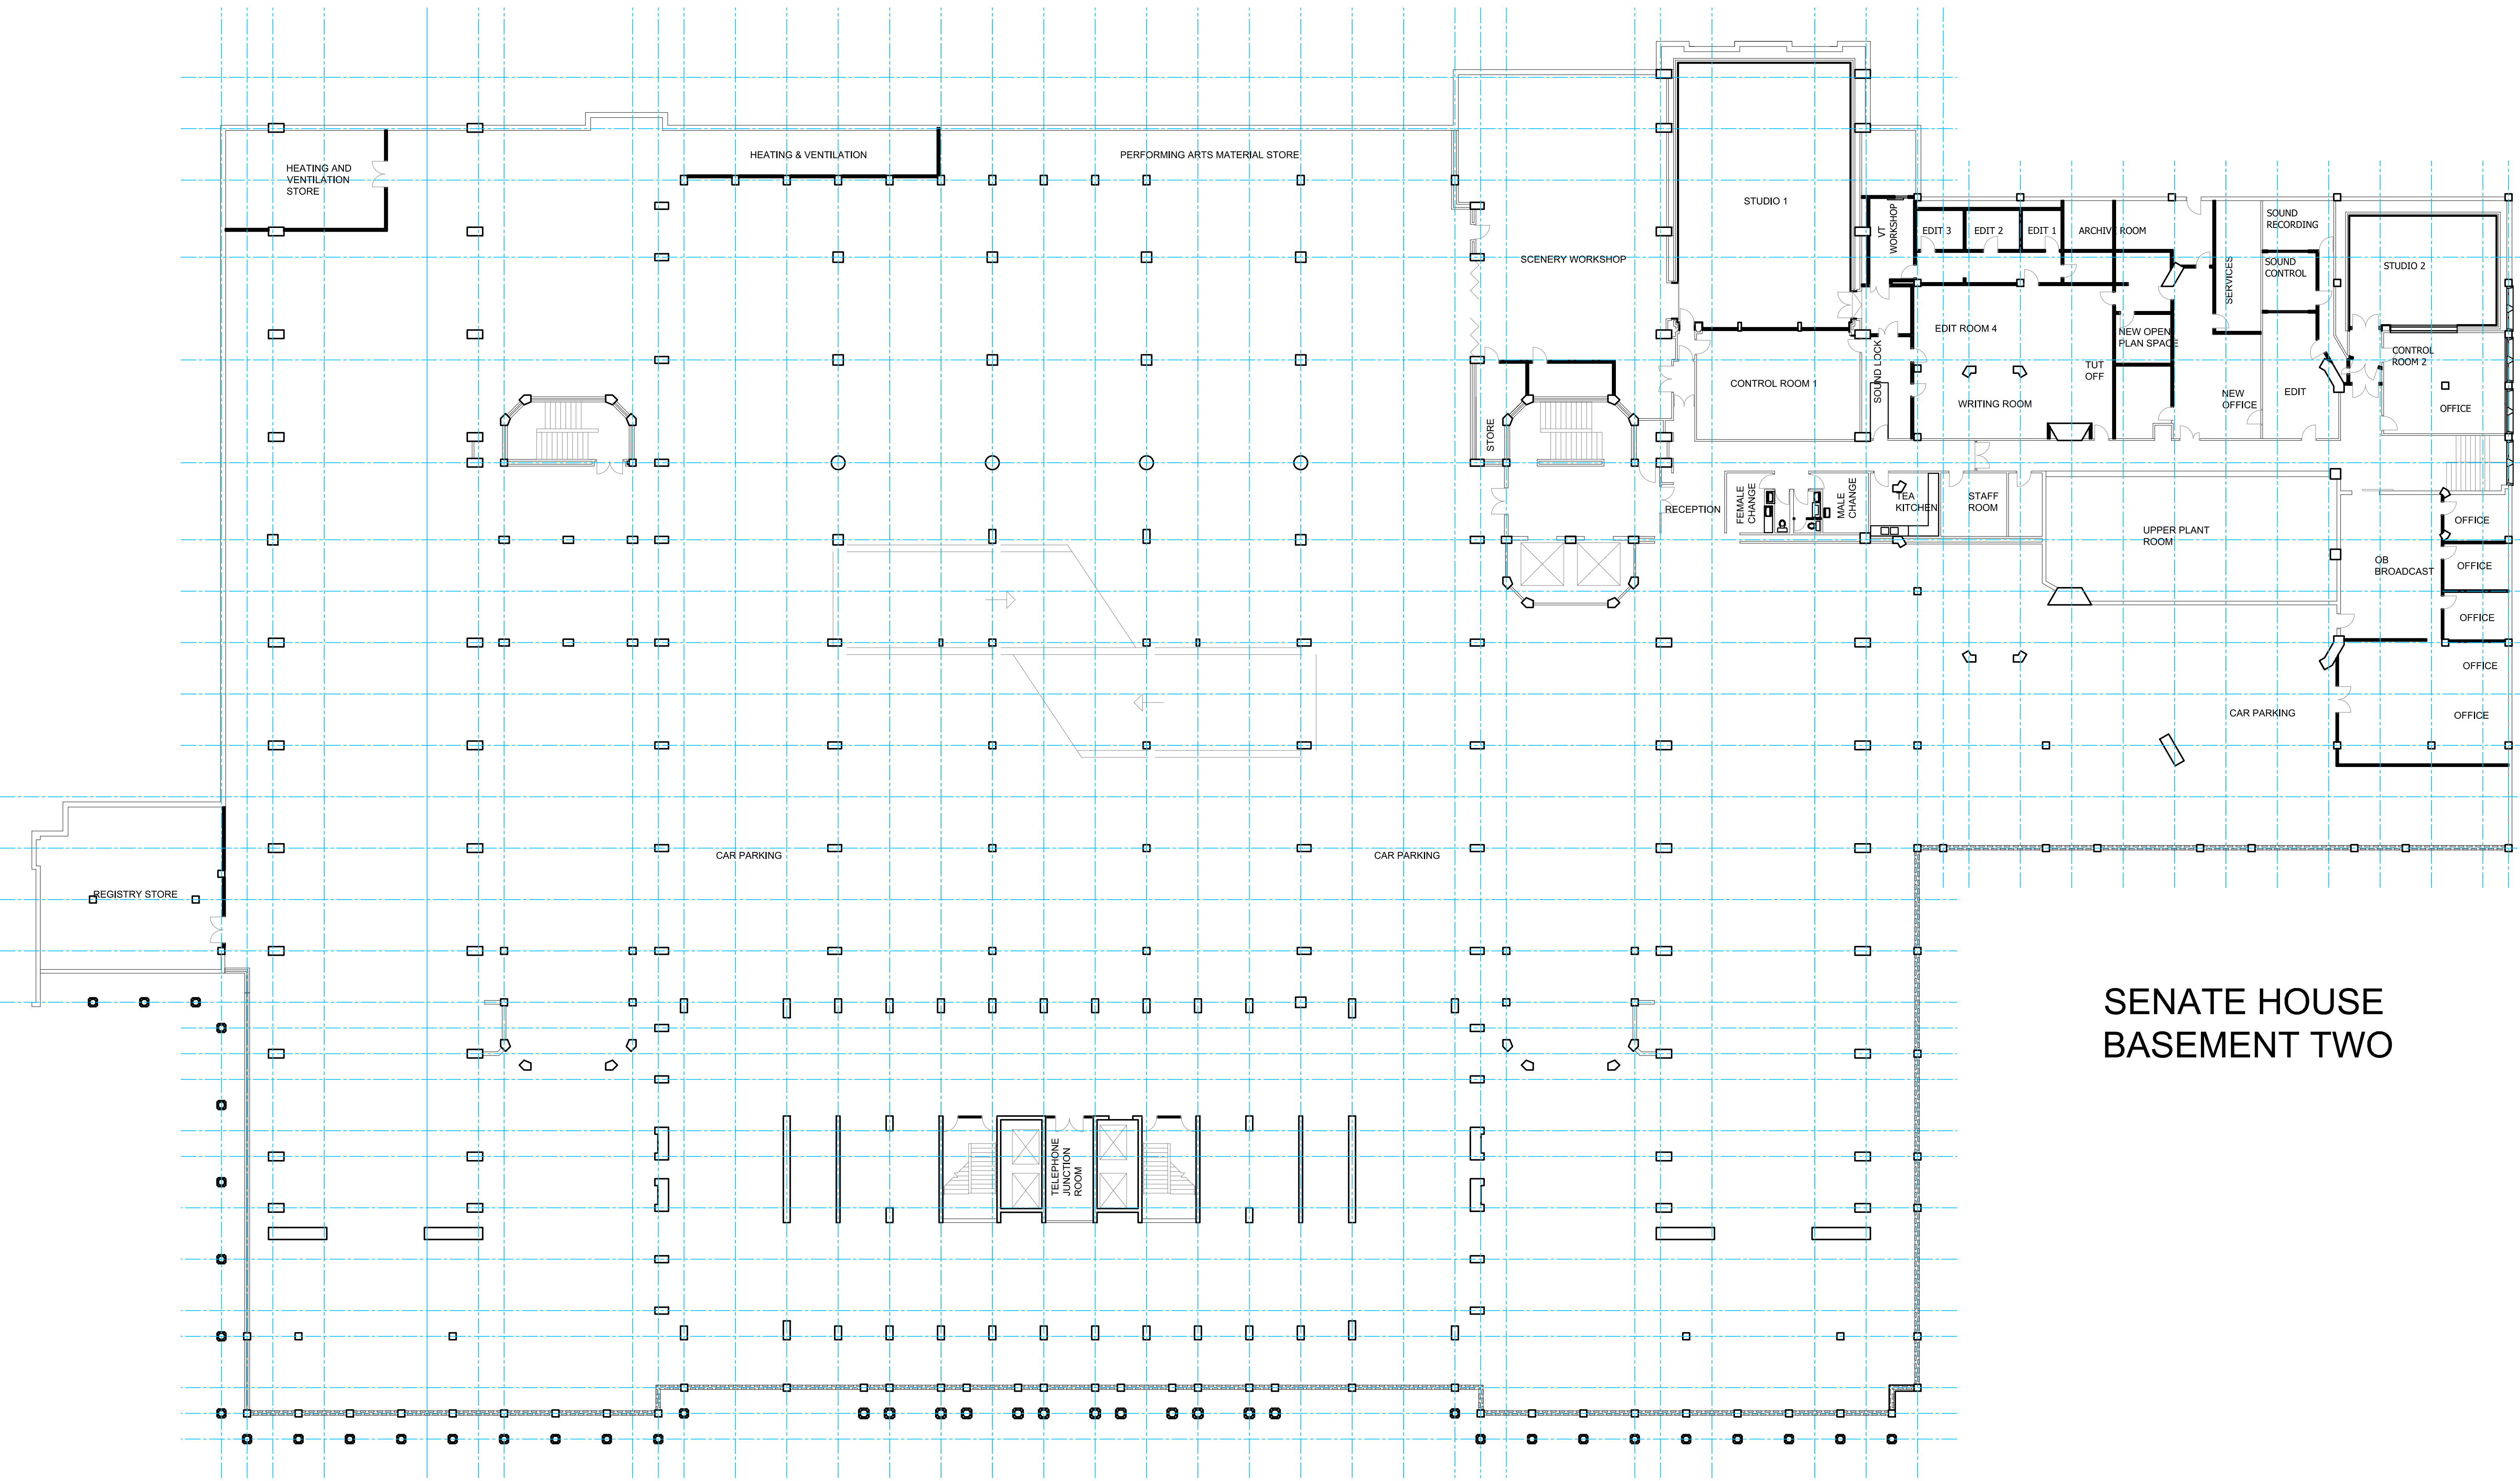 HEATING AND
VENTILATION
STORE
HEATING & VENTILATION
PERFORMING ARTS MATERIAL STORE
SCENERY WORKSHOP
STUDIO 1
VT
WORKSHOP
EDIT 3
EDIT 2
EDIT 1
ARCHIVE ROOM
SERVICES
SOUND
RECORDING
SOUND
CONTROL
STUDIO 2
EDIT ROOM 4
NEW OPEN
PLAN SPACE
TUT
OFF
CONTROL
ROOM 2
CONTROL ROOM 1
SOUND LOCK
WRITING ROOM
NEW
OFFICE
EDIT
OFFICE
STORE
RECEPTION
FEMALE
CHANGE
MALE
CHANGE
TEA
KITCHEN
STAFF
ROOM
UPPER PLANT
ROOM
OB
BROADCAST
OFFICE
OFFICE
OFFICE
OFFICE
OFFICE
CAR PARKING
CAR PARKING
CAR PARKING
REGISTRY STORE
TELEPHONE
JUNCTION
ROOM
SENATE HOUSE
BASEMENT TWO